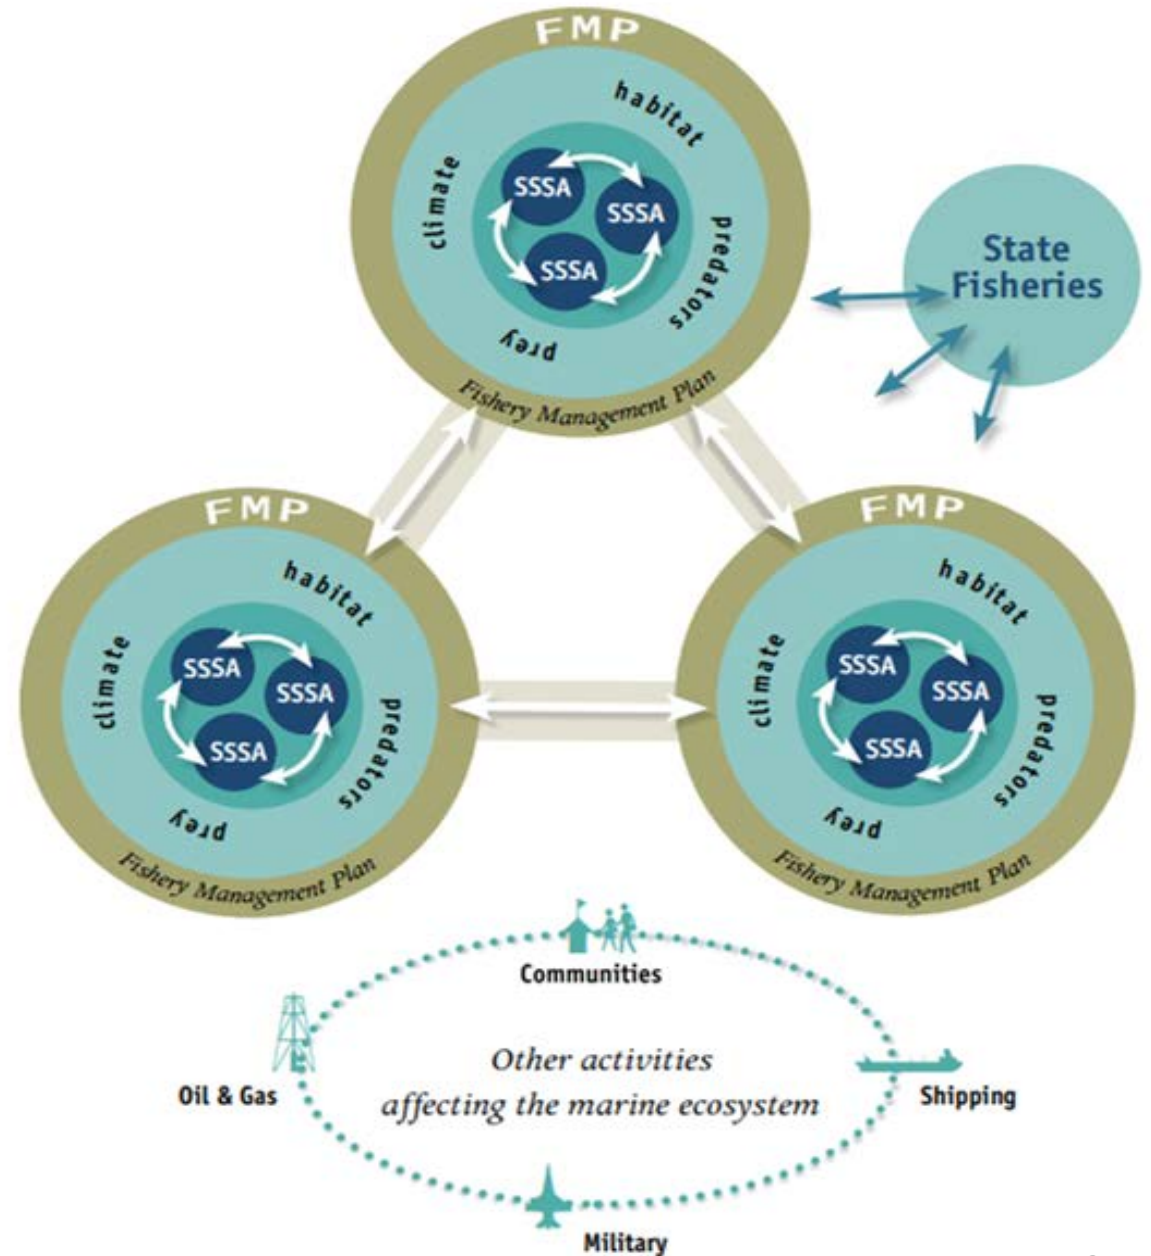 FMP
habitat
climate
SSSA
SSSA
SSSA
predators
prey
Fishery Management Plan
State
Fisheries
FMP
habitat
climate
SSSA
SSSA
SSSA
predators
prey
Fishery Management Plan
FMP
habitat
climate
SSSA
SSSA
SSSA
predators
prey
Fishery Management Plan
Communities
Other activities
affecting the marine ecosystem
Oil & Gas
Shipping
Military